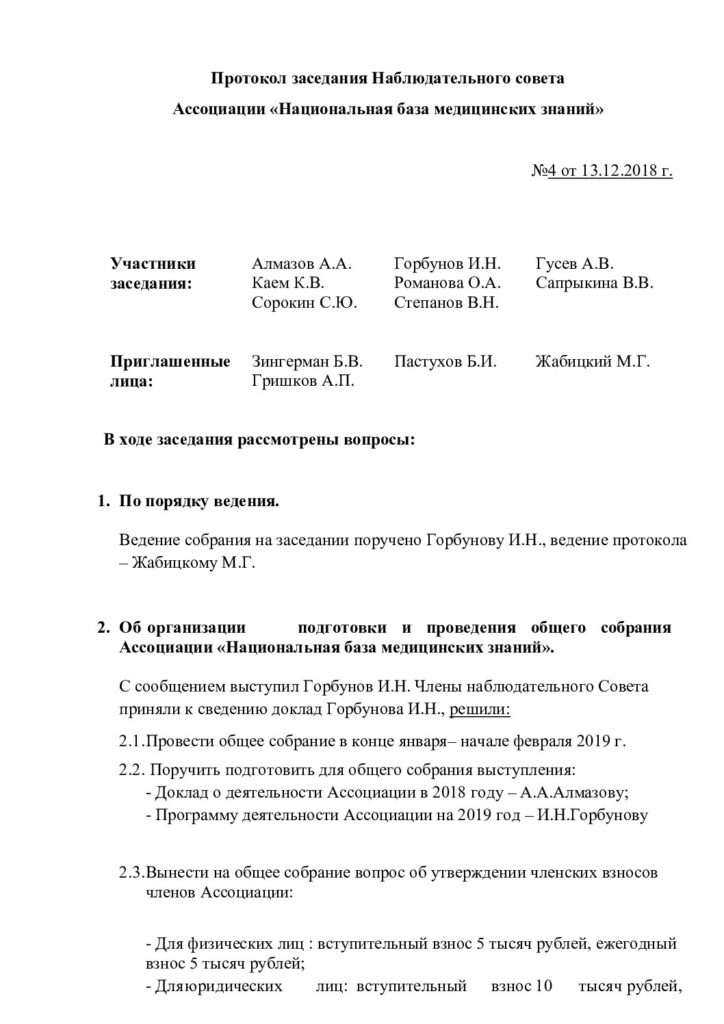 Протокол заседания Наблюдательного совета
Ассоциации «Национальная база медицинских знаний»
№4 от 13.12.2018 г.
Участники Алмазов А.А. Горбунов И.Н. Гусев А.В.
заседания: Каем К.В. Романова О.А. Сапрыкина В.В.
Сорокин С.Ю. Степанов В.Н.
Приглашенные Зингерман Б.В. Пастухов Б.И. Жабицкий М.Г.
лица: Гришков А.П.
В ходе заседания рассмотрены вопросы:
1. По порядку ведения.
Ведение собрания на заседании поручено Горбунову И.Н., ведение протокола
– Жабицкому М.Г.
2. Об организации подготовки и проведения общего собрания
Ассоциации «Национальная база медицинских знаний».
С сообщением выступил Горбунов И.Н. Члены наблюдательного Совета
приняли к сведению доклад Горбунова И.Н., решили:
2.1.Провести общее собрание в конце января– начале февраля 2019 г.
2.2. Поручить подготовить для общего собрания выступления:
- Доклад о деятельности Ассоциации в 2018 году – А.А.Алмазову;
- Программу деятельности Ассоциации на 2019 год – И.Н.Горбунову
2.3.Вынести на общее собрание вопрос об утверждении членских взносов
членов Ассоциации:
- Для физических лиц : вступительный взнос 5 тысяч рублей, ежегодный
взнос 5 тысяч рублей;
- Дляюридических лиц: вступительный взнос 10 тысяч рублей,